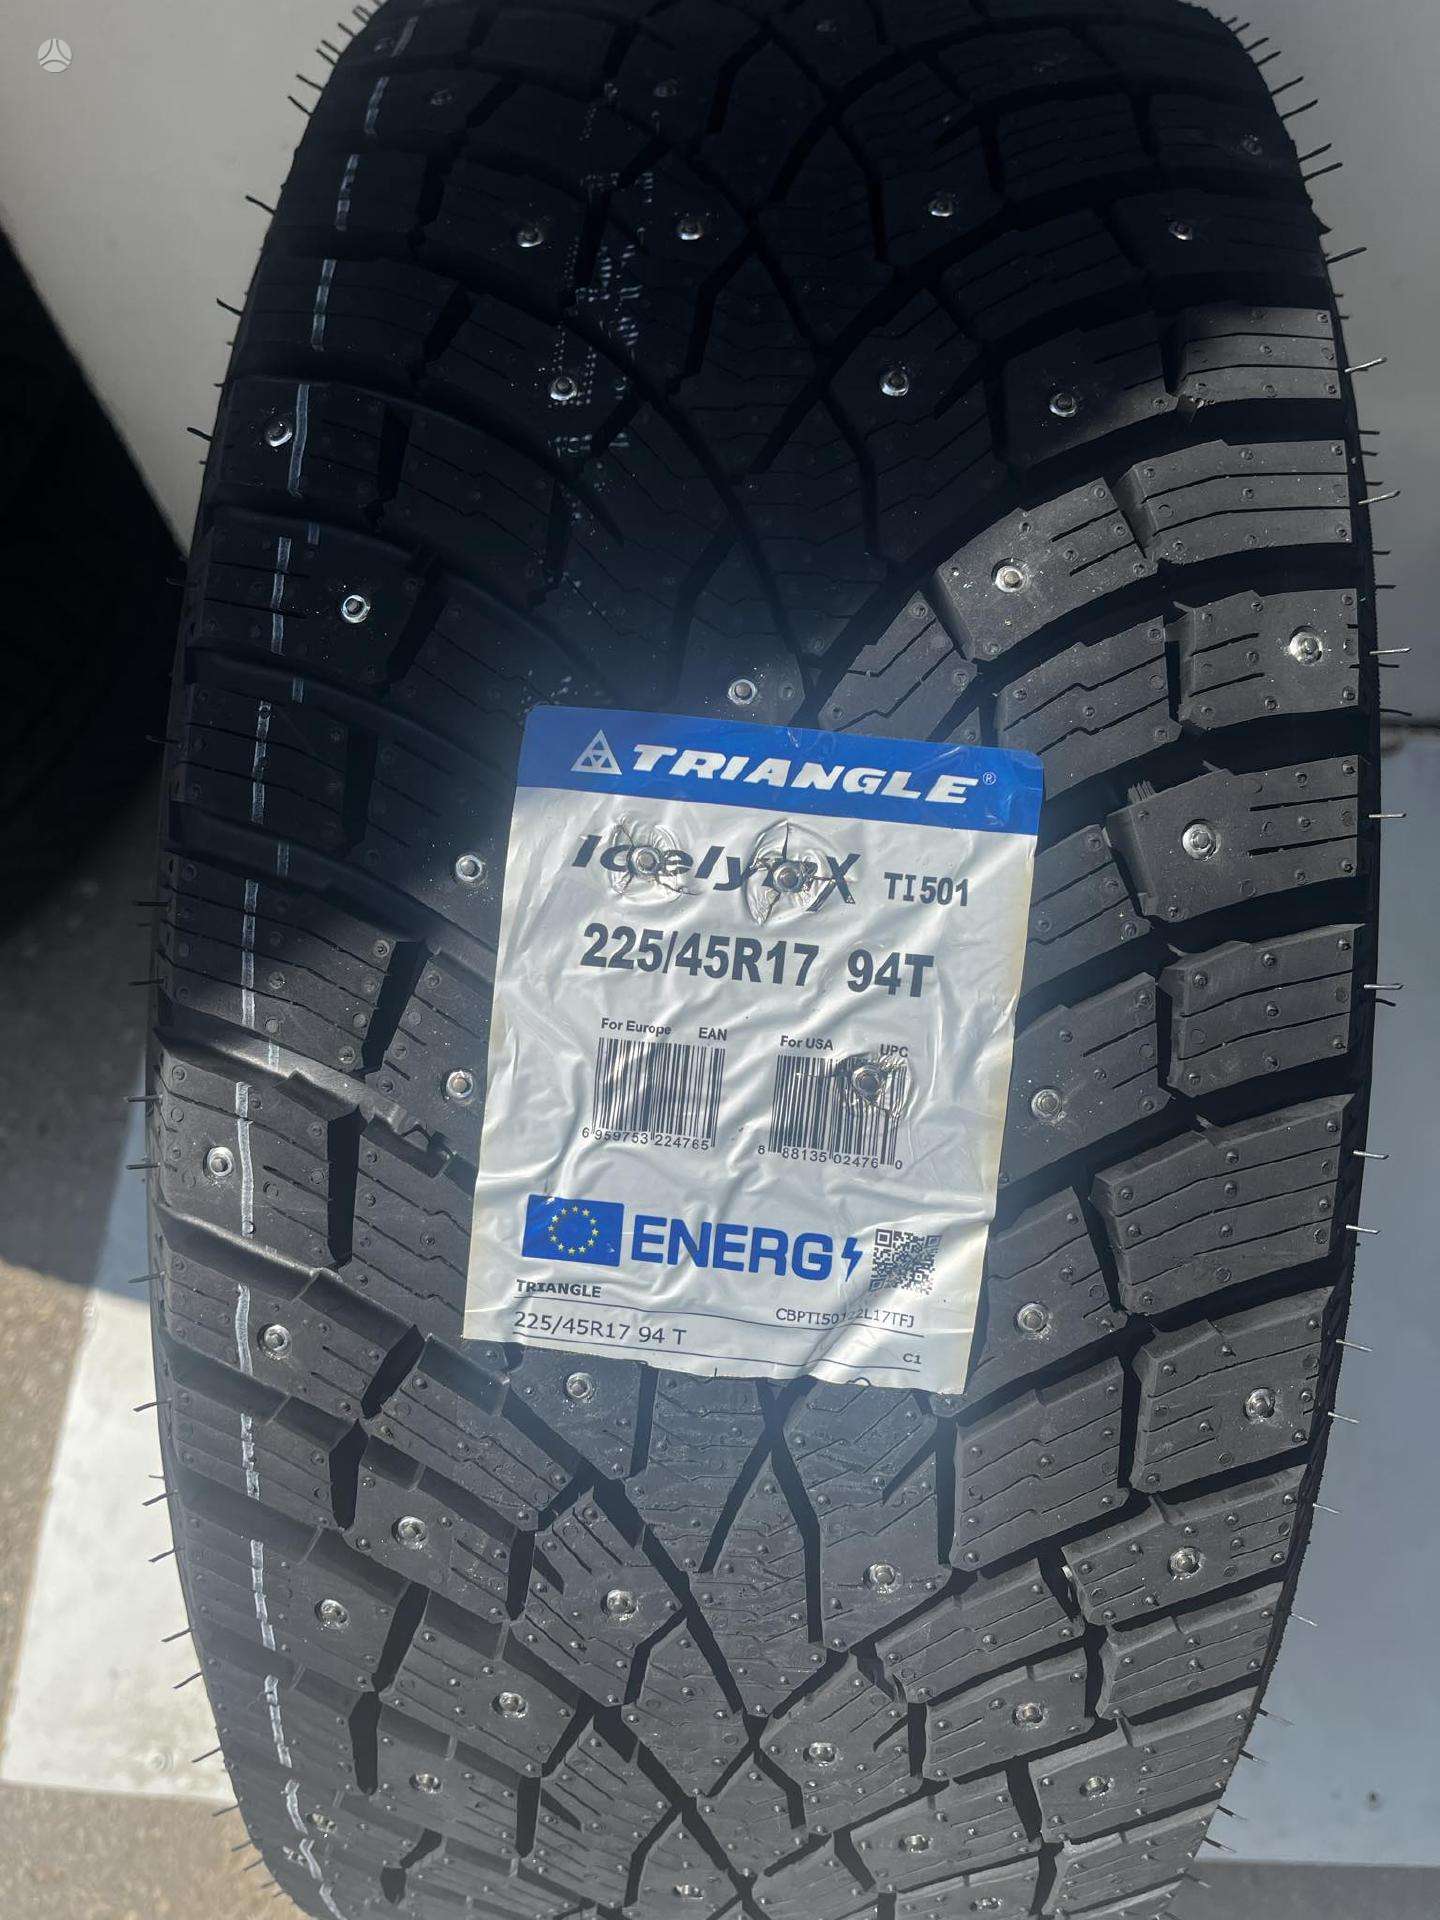 TRIANGLE®
IcelynX TI501
225/45R17 94T
For Europe EAN For USA UPC
6 959753 224765
8 88135 02476 0
ENERG
TRIANGLE
225/45R17 94 T
C1